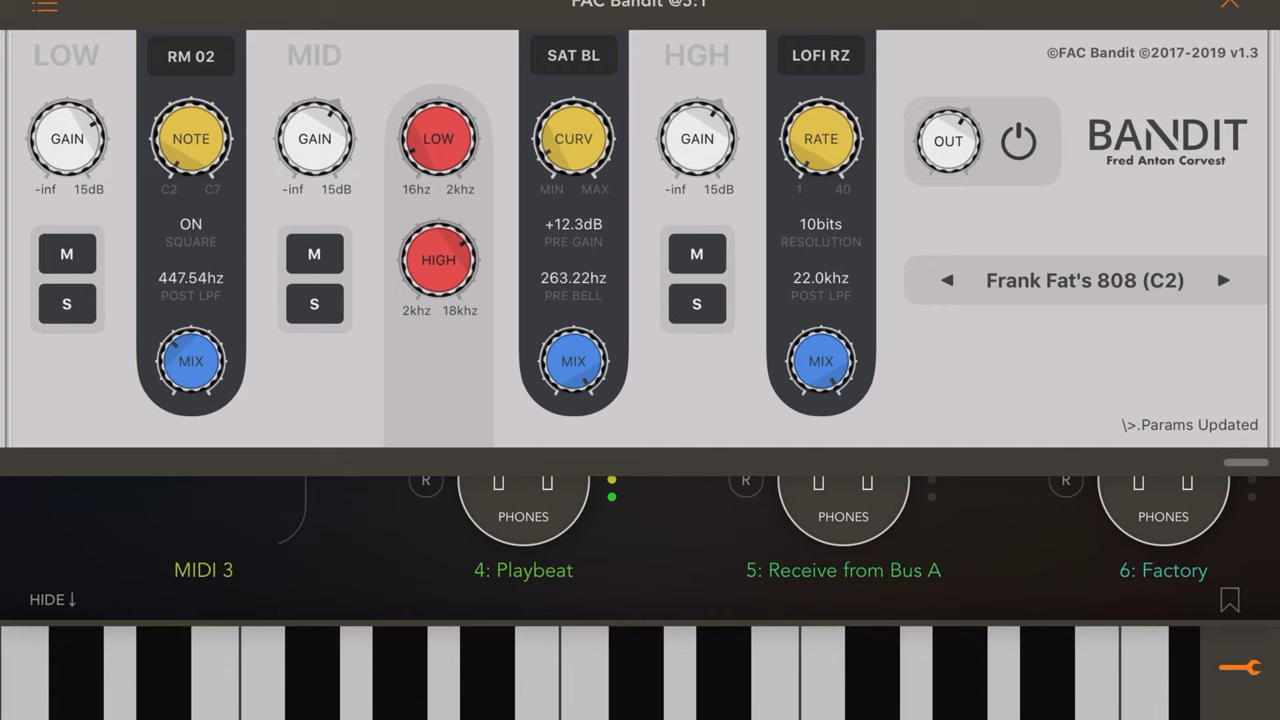 FAC Bandit @5:1
LOW
RM 02
MID
SAT BL
HGH
LOFI RZ
©FAC Bandit ©2017-2019 v1.3
GAIN
NOTE
GAIN
LOW
CURV
GAIN
RATE
OUT
BANDIT
Fred Anton Corvest
-inf 15dB
C2 C7
-inf 15dB
16hz 2khz
MIN MAX
-inf 15dB
1 40
ON
SQUARE
+12.3dB
PRE GAIN
10bits
RESOLUTION
M
M
HIGH
M
447.54hz
POST LPF
263.22hz
PRE BELL
22.0khz
POST LPF
Frank Fat's 808 (C2)
S
S
2khz 18khz
S
MIX
MIX
MIX
\>.Params Updated
R
R
R
PHONES
PHONES
PHONES
MIDI 3
4: Playbeat
5: Receive from Bus A
6: Factory
HIDE↓